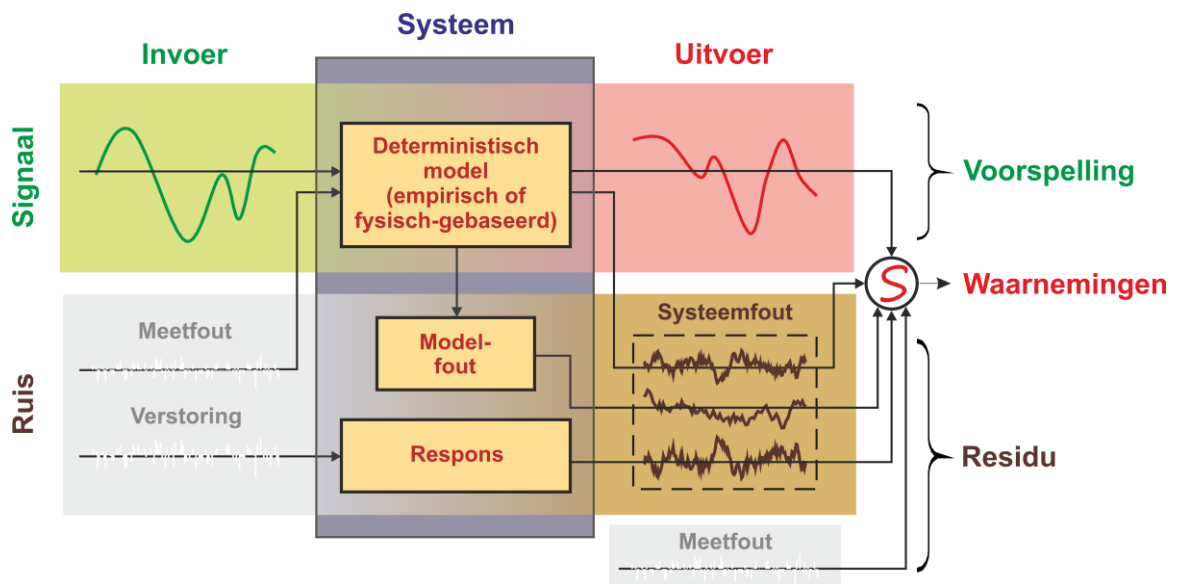 Systeem
Invoer
Uitvoer
Signaal
Deterministisch
model
(empirisch of
fysisch-gebaseerd)
Voorspelling
S
Waarnemingen
Ruis
Meetfout
Systeemfout
Model-
fout
Verstoring
Respons
Residu
Meetfout